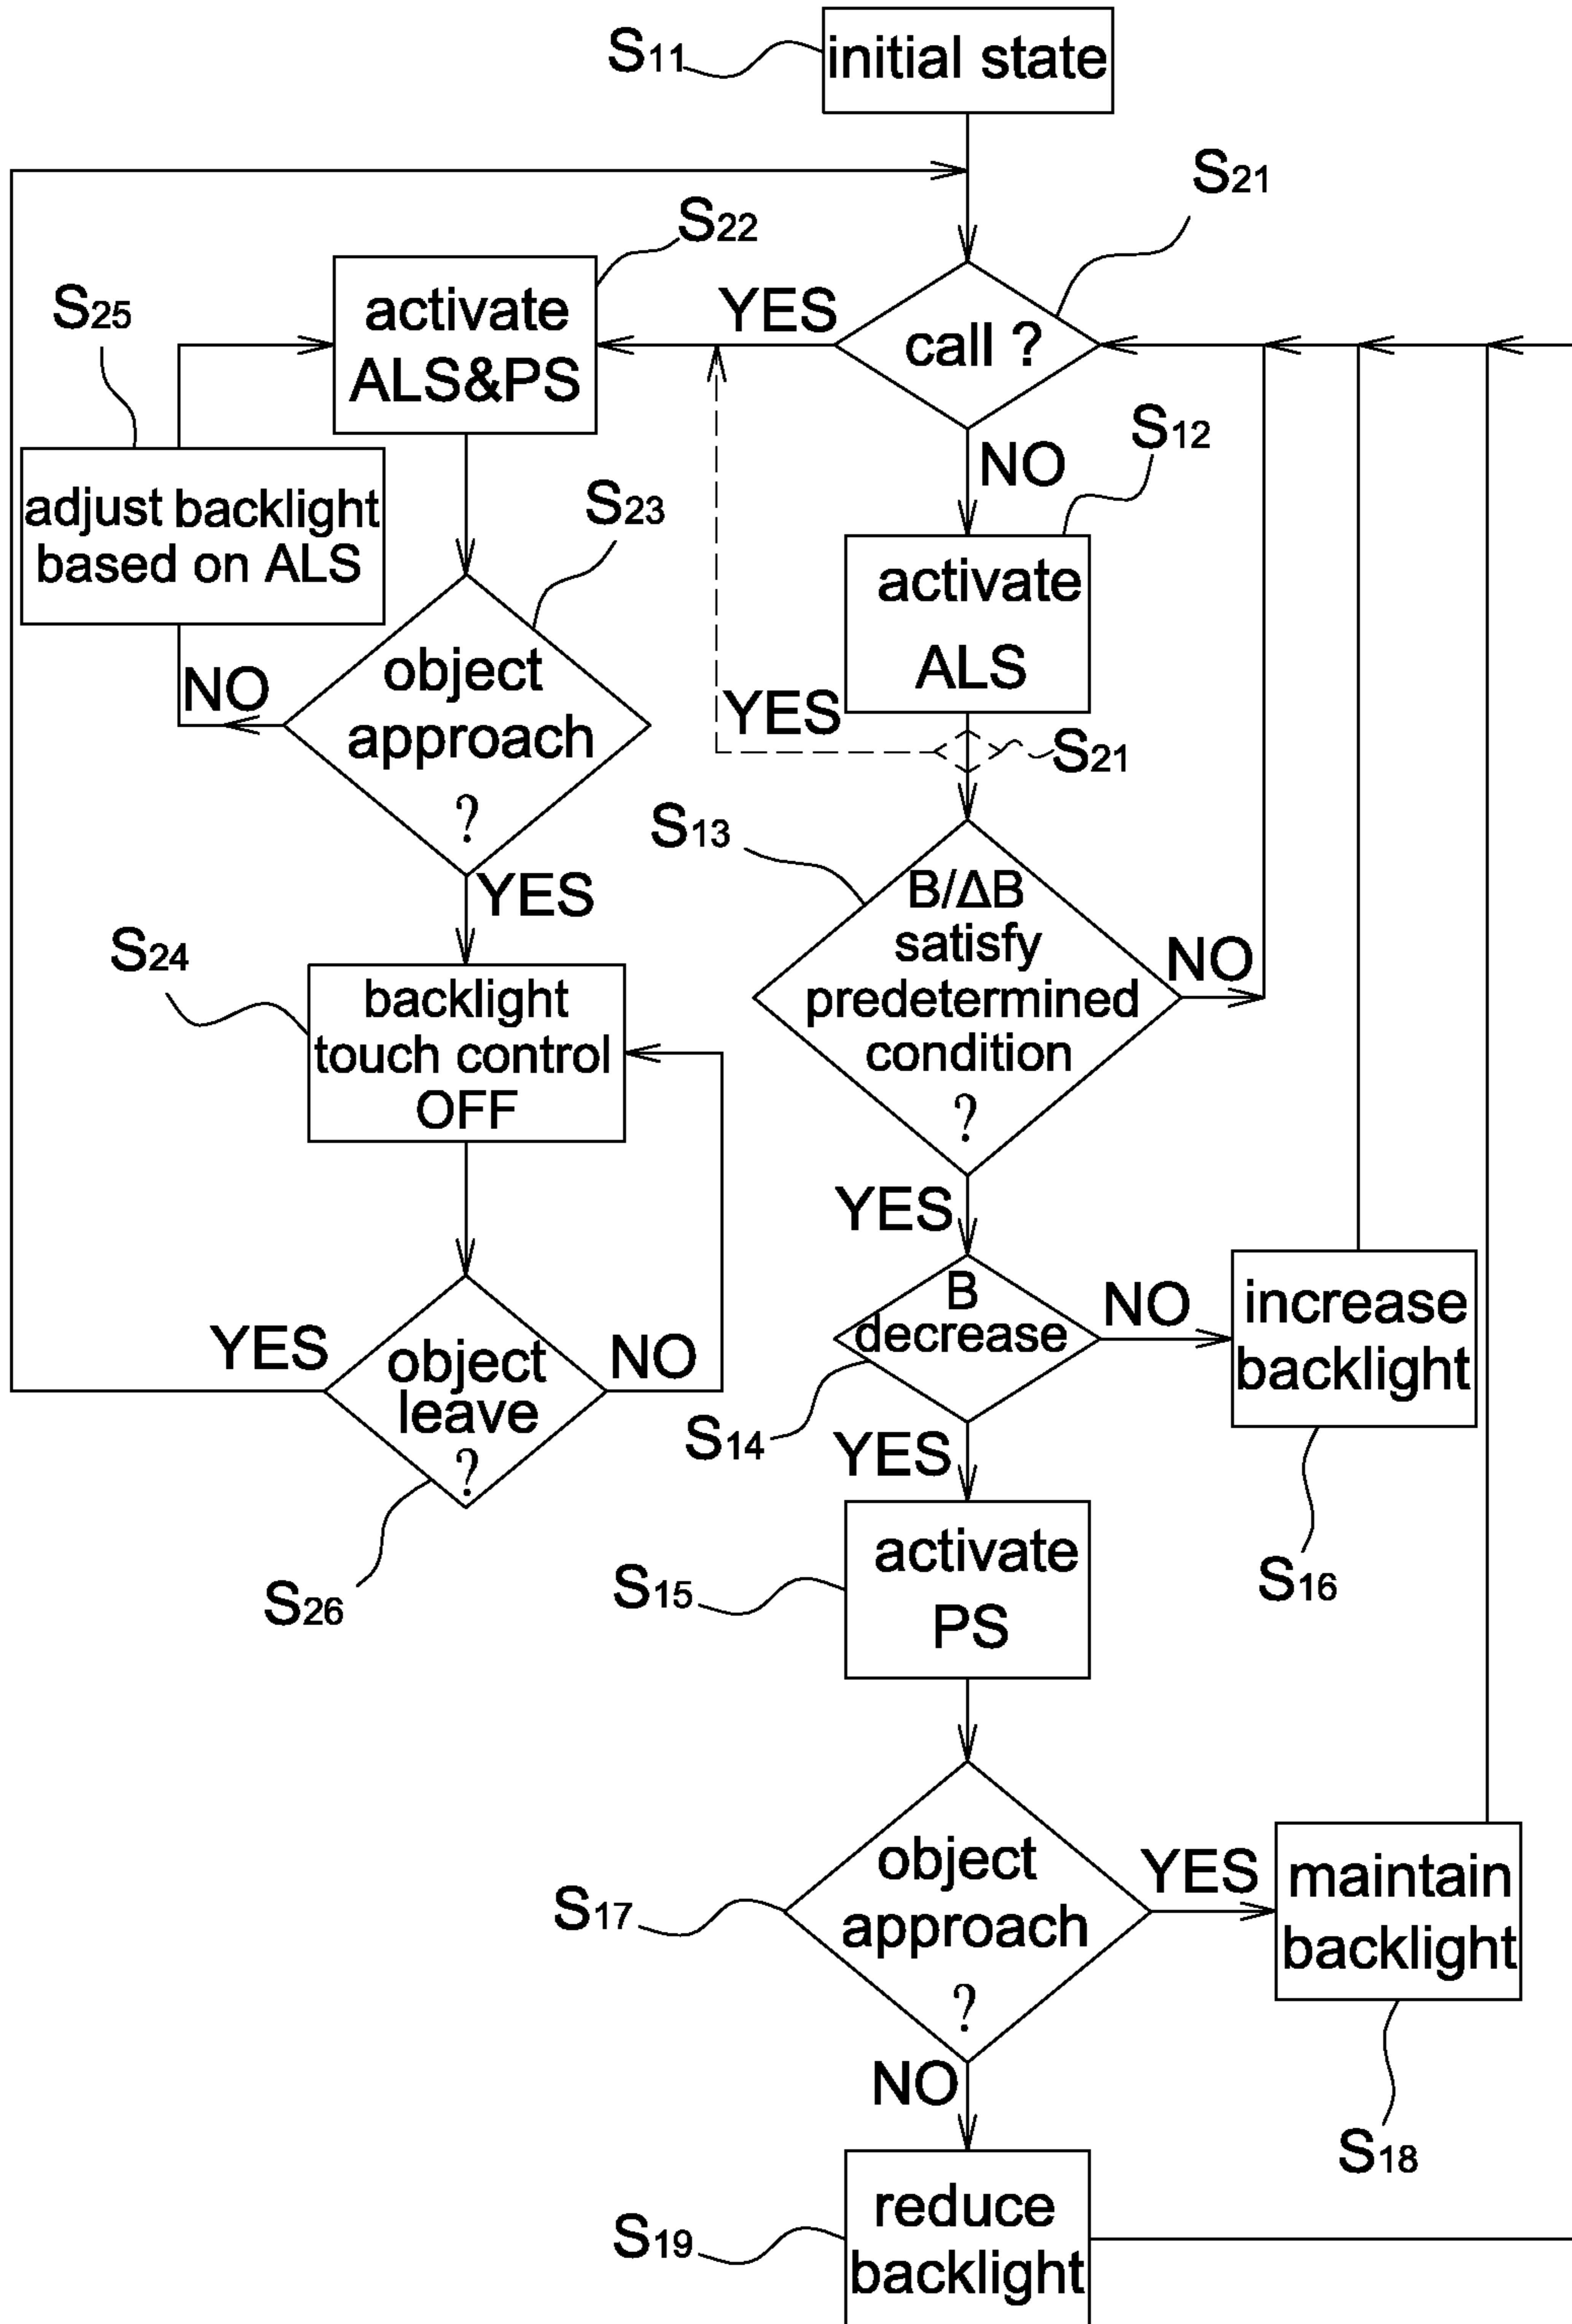 S11
initial state
S21
S22
YES
call ?
activate
ALS&PS
S25
NO
S12
adjust backlight
based on ALS
S23
activate
ALS
object
approach
?
NO
YES
S21
S13
YES
B/ΔB
satisfy
predetermined
condition
?
NO
S24
backlight
touch control
OFF
YES
B
decrease
NO
increase
backlight
YES
object
leave
?
NO
S14
YES
S26
S15
activate
PS
S16
S17
object
approach
?
YES
maintain
backlight
NO
S18
S19
reduce
backlight